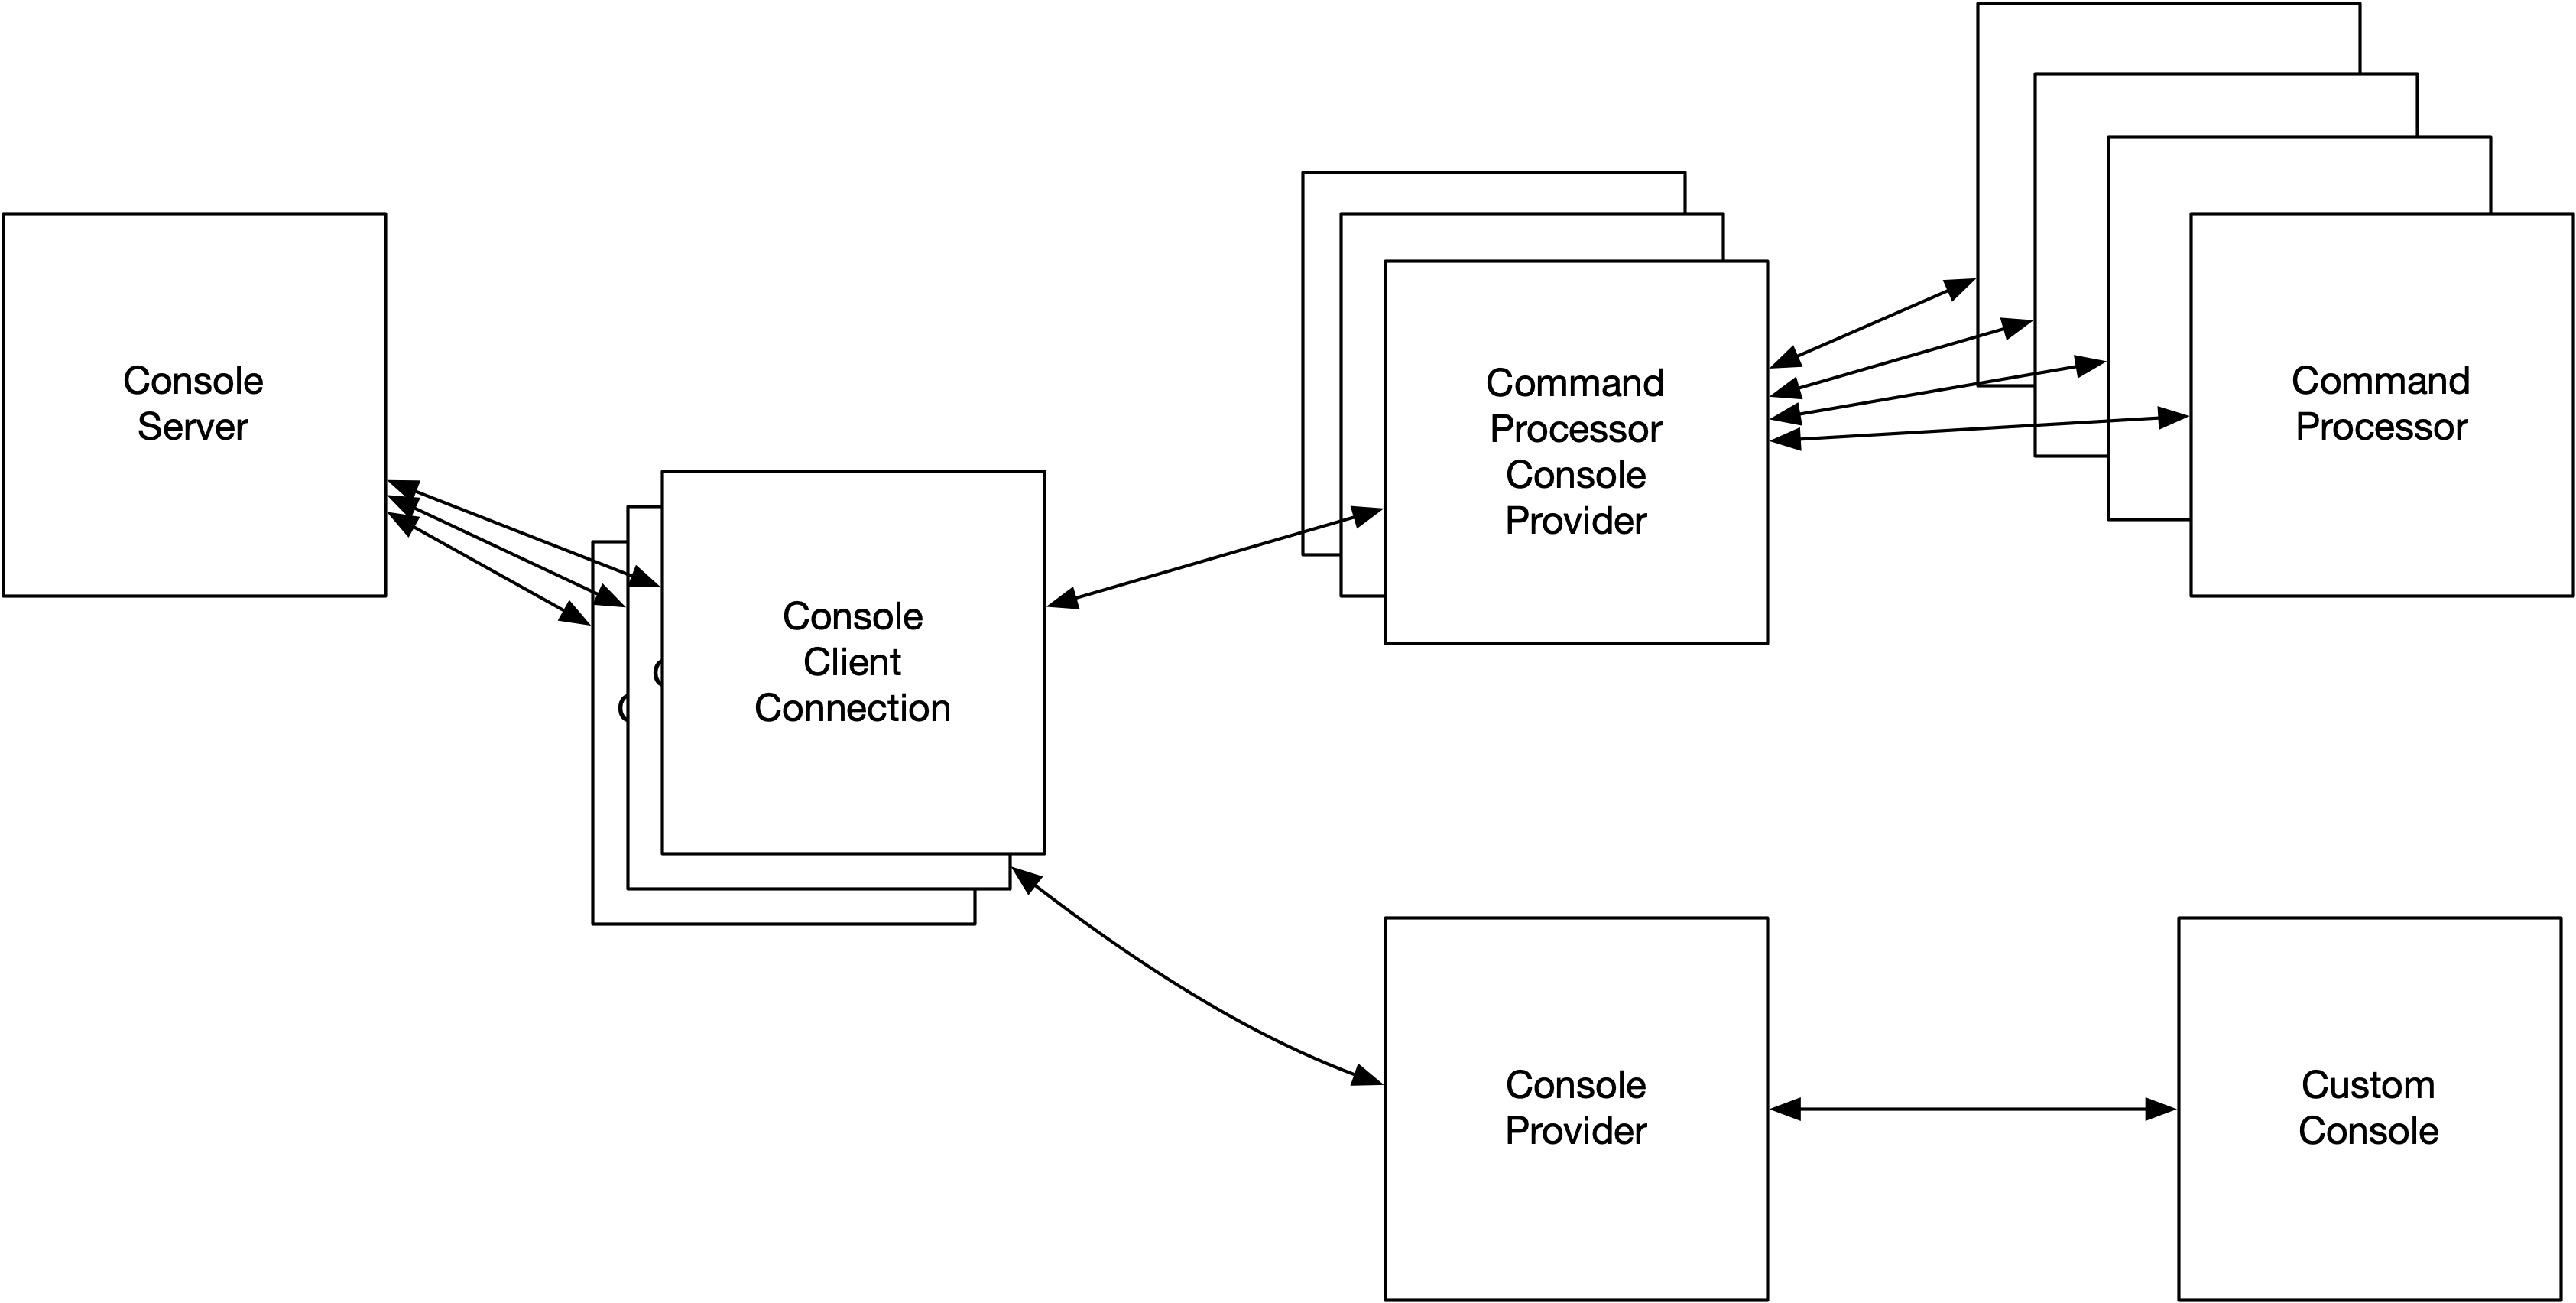 Console
Server
Console
Client
Connection
Command
Processor
Console
Provider
Command
Processor
Console
Provider
Custom
Console